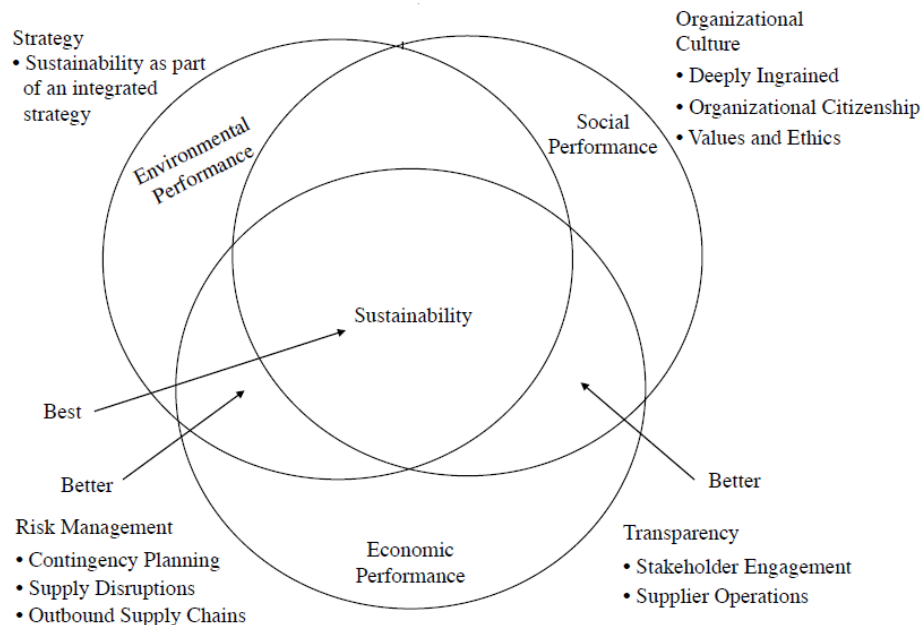 Strategy
• Sustainability as part
of an integrated
strategy
Organizational
Culture
• Deeply Ingrained
• Organizational Citizenship
• Values and Ethics
Environmental
Performance
Social
Performance
Sustainability
Best
Better
Better
Risk Management
• Contingency Planning
• Supply Disruptions
• Outbound Supply Chains
Economic
Performance
Transparency
• Stakeholder Engagement
• Supplier Operations